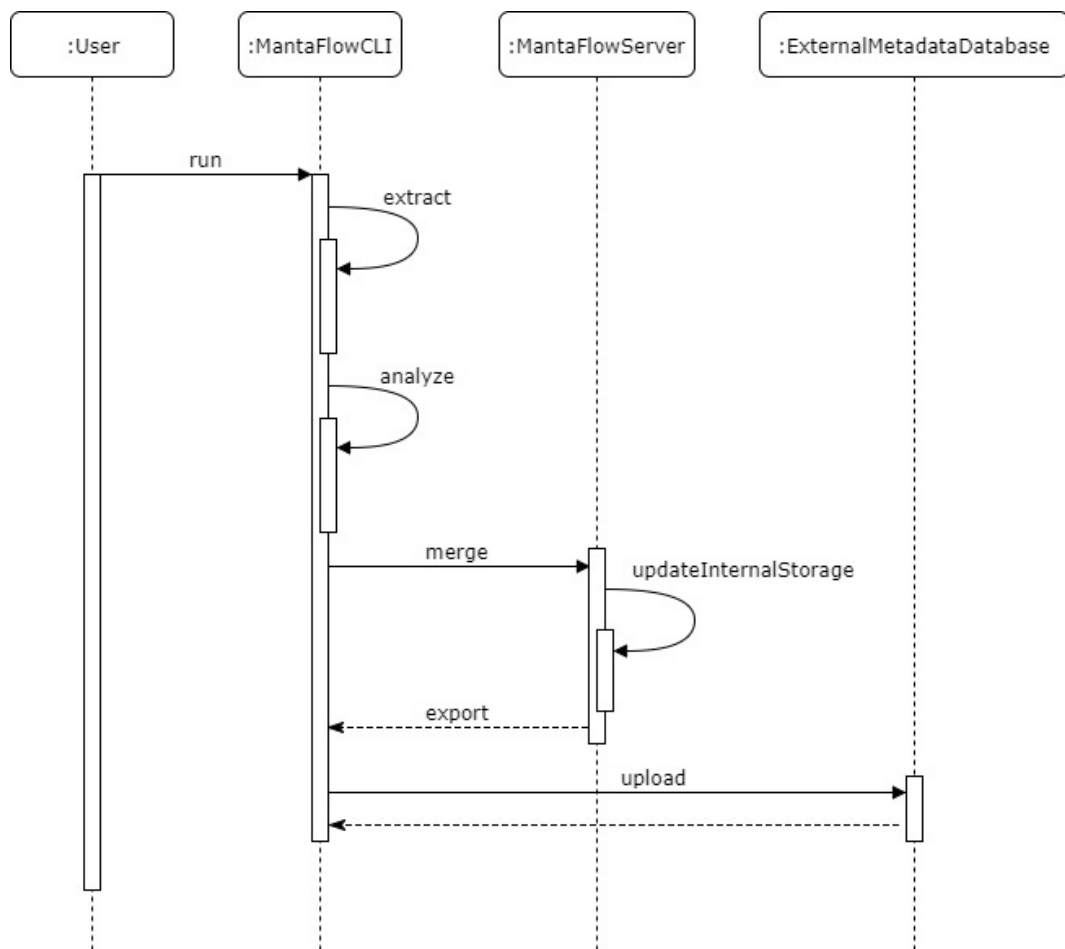 :User
:MantaFlowCLI
:MantaFlowServer
:ExternalMetadataDatabase
run
extract
analyze
merge
updateInternalStorage
export
upload